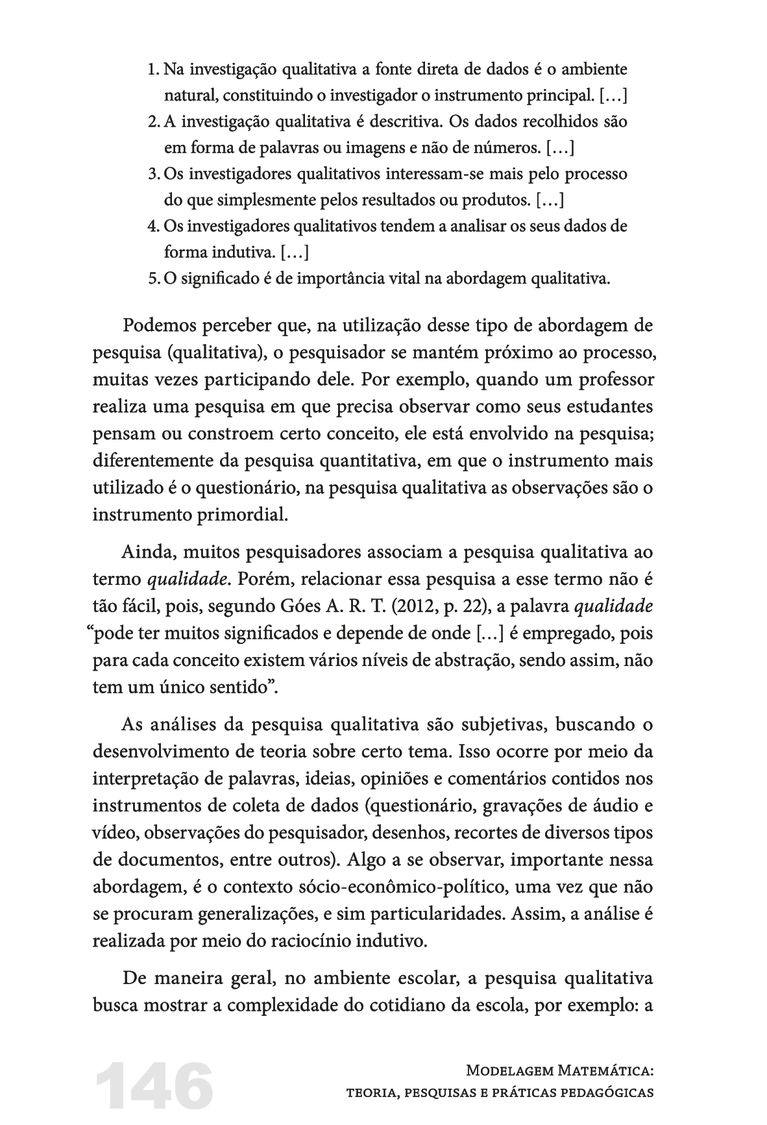 1. Na investigação qualitativa a fonte direta de dados é o ambiente
natural, constituindo o investigador o instrumento principal. […]
2. A investigação qualitativa é descritiva. Os dados recolhidos são
em forma de palavras ou imagens e não de números. […]
3. Os investigadores qualitativos interessam-se mais pelo processo
do que simplesmente pelos resultados ou produtos. […]
4. Os investigadores qualitativos tendem a analisar os seus dados de
forma indutiva. […]
5. O significado é de importância vital na abordagem qualitativa.
Podemos perceber que, na utilização desse tipo de abordagem de
pesquisa (qualitativa), o pesquisador se mantém próximo ao processo,
muitas vezes participando dele. Por exemplo, quando um professor
realiza uma pesquisa em que precisa observar como seus estudantes
pensam ou constroem certo conceito, ele está envolvido na pesquisa;
diferentemente da pesquisa quantitativa, em que o instrumento mais
utilizado é o questionário, na pesquisa qualitativa as observações são o
instrumento primordial.
Ainda, muitos pesquisadores associam a pesquisa qualitativa ao
termo qualidade. Porém, relacionar essa pesquisa a esse termo não é
tão fácil, pois, segundo Góes A. R. T. (2012, p. 22), a palavra qualidade
“pode ter muitos significados e depende de onde […] é empregado, pois
para cada conceito existem vários níveis de abstração, sendo assim, não
tem um único sentido”.
As análises da pesquisa qualitativa são subjetivas, buscando o
desenvolvimento de teoria sobre certo tema. Isso ocorre por meio da
interpretação de palavras, ideias, opiniões e comentários contidos nos
instrumentos de coleta de dados (questionário, gravações de áudio e
vídeo, observações do pesquisador, desenhos, recortes de diversos tipos
de documentos, entre outros). Algo a se observar, importante nessa
abordagem, é o contexto sócio-econômico-político, uma vez que não
se procuram generalizações, e sim particularidades. Assim, a análise é
realizada por meio do raciocínio indutivo.
De maneira geral, no ambiente escolar, a pesquisa qualitativa
busca mostrar a complexidade do cotidiano da escola, por exemplo: a
146
Modelagem Matemática:
teoria, pesquisas e práticas pedagógicas